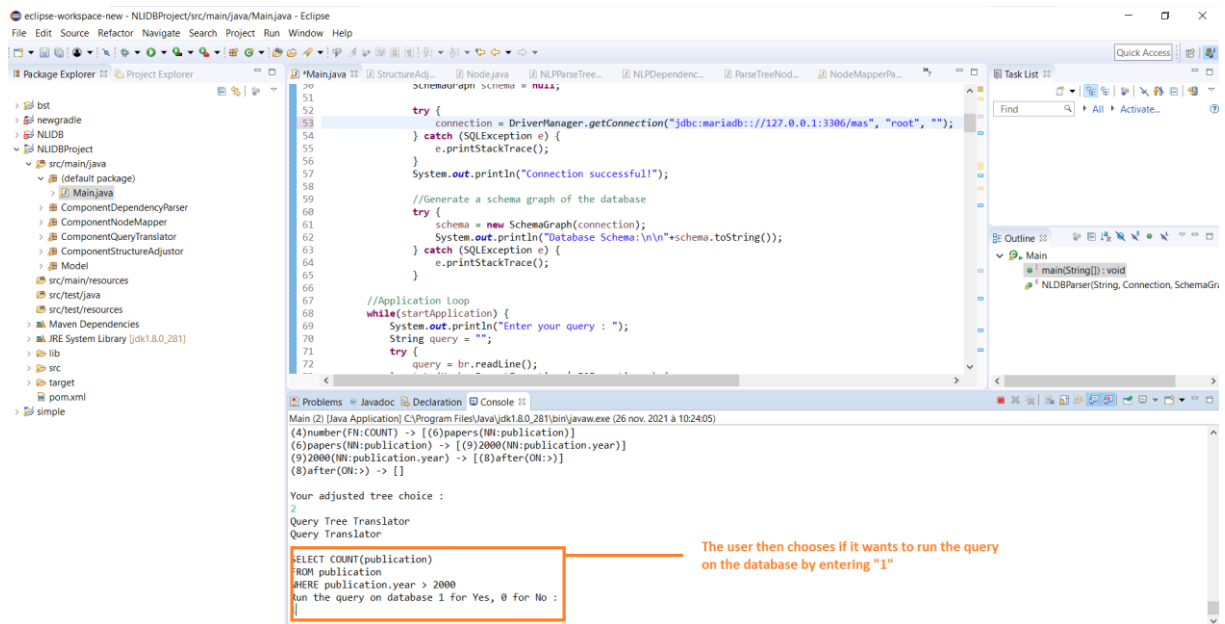 eclipse-workspace-new - NLIDBProject/src/main/java/Main.java - Eclipse
File Edit Source Refactor Navigate Search Project Run Window Help
Quick Access
Package Explorer
Project Explorer
bst
newgradle
NLIDB
NLIDBProject
src/main/java
(default package)
Main.java
ComponentDependencyParser
ComponentNodeMapper
ComponentQueryTranslator
ComponentStructureAdjustor
Model
src/main/resources
src/test/java
src/test/resources
Maven Dependencies
JRE System Library [jdk1.8.0_281]
lib
src
target
pom.xml
simple
*Main.java
StructureAdj...
Node.java
NLPParseTree...
NLPDependenc...
ParseTreeNod...
NodeMapperPa...
50 SchemaGraph schema = null;
51
52 try {
53 connection = DriverManager.getConnection("jdbc:mariadb:://127.0.0.1:3306/mas", "root", "");
54 } catch (SQLException e) {
55 e.printStackTrace();
56 }
57 System.out.println("Connection successful!");
58
59 //Generate a schema graph of the database
60 try {
61 schema = new SchemaGraph(connection);
62 System.out.println("Database Schema:\n\n"+schema.toString());
63 } catch (SQLException e) {
64 e.printStackTrace();
65 }
66
67 //Application Loop
68 while(startApplication) {
69 System.out.println("Enter your query : ");
70 String query = "";
71 try {
72 query = br.readLine();
Task List
Find
All
Activate...
Outline
Main
main(String[]) : void
NLDBParser(String, Connection, SchemaGra
Problems
Javadoc
Declaration
Console
Main (2) [Java Application] C:\Program Files\Java\jdk1.8.0_281\bin\javaw.exe (26 nov. 2021 à 10:24:05)
(4)number(FN:COUNT) -> [(6)papers(NN:publication)]
(6)papers(NN:publication) -> [(9)2000(NN:publication.year)]
(9)2000(NN:publication.year) -> [(8)after(ON:>)]
(8)after(ON:>) -> []
Your adjusted tree choice :
2
Query Tree Translator
Query Translator
SELECT COUNT(publication)
FROM publication
WHERE publication.year > 2000
Run the query on database 1 for Yes, 0 for No :
The user then chooses if it wants to run the query
on the database by entering "1"